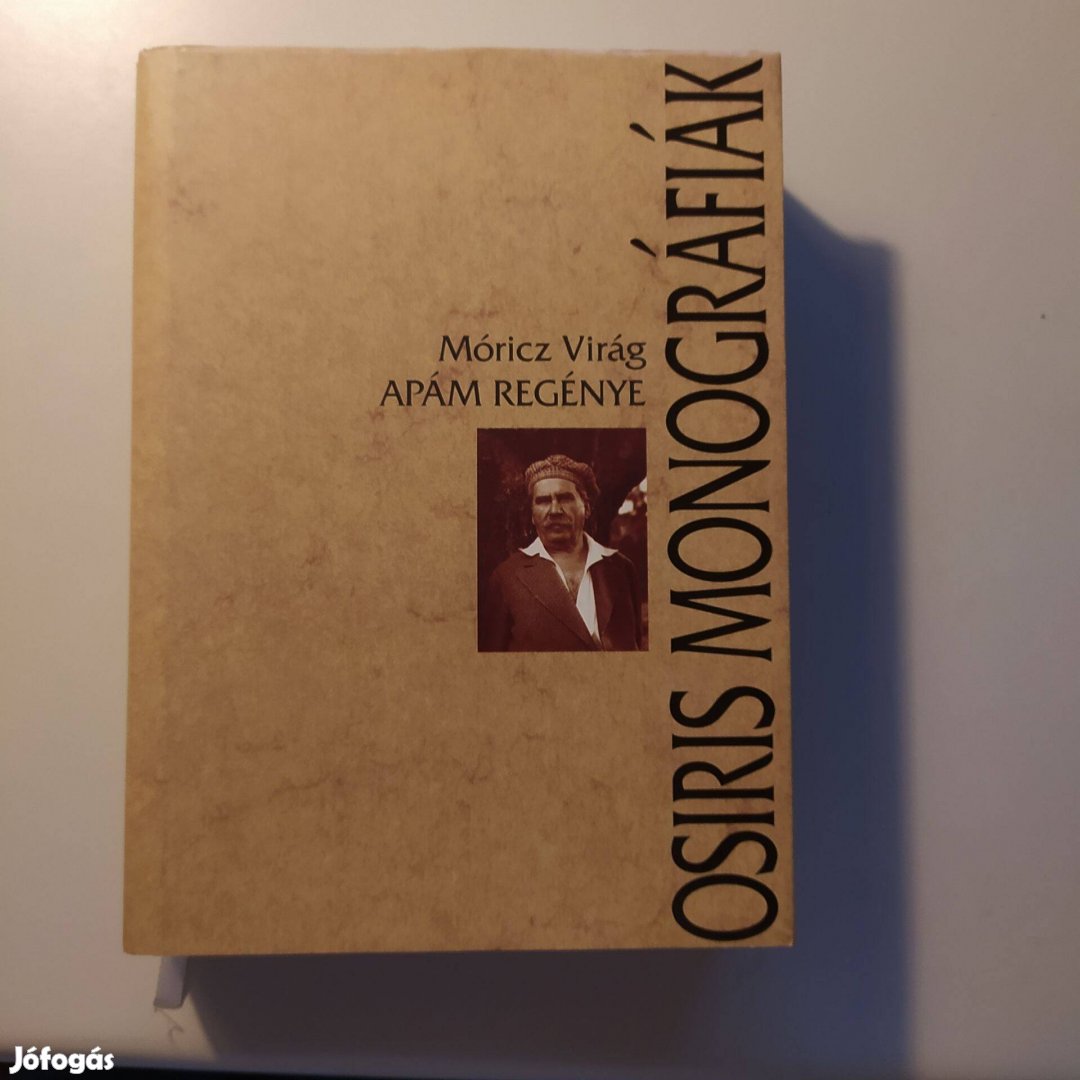 Móricz Virág
APÁM REGÉNYE
OSIRIS MONOGRÁFIÁK
Jófogás